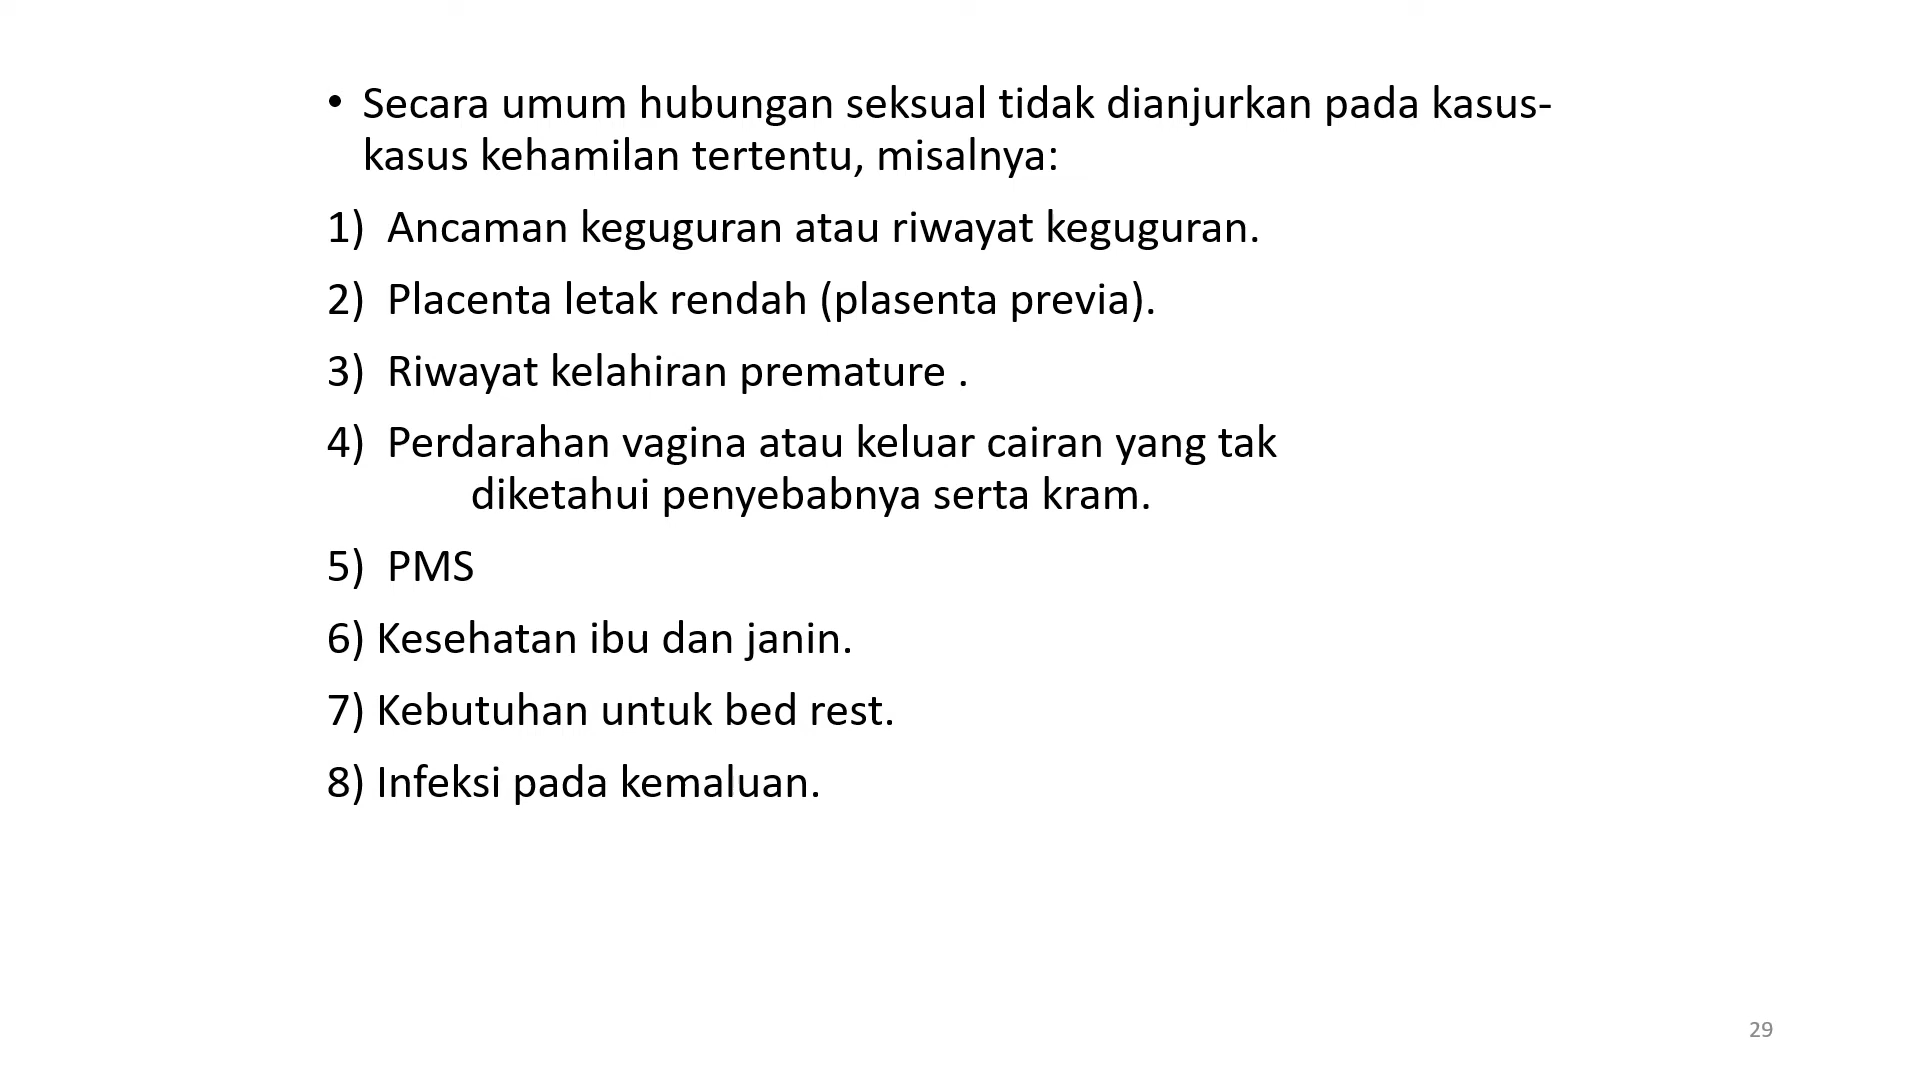 • Secara umum hubungan seksual tidak dianjurkan pada kasus-
kasus kehamilan tertentu, misalnya:
1) Ancaman keguguran atau riwayat keguguran.
2) Placenta letak rendah (plasenta previa).
3) Riwayat kelahiran premature .
4) Perdarahan vagina atau keluar cairan yang tak
diketahui penyebabnya serta kram.
5) PMS
6) Kesehatan ibu dan janin.
7) Kebutuhan untuk bed rest.
8) Infeksi pada kemaluan.
29